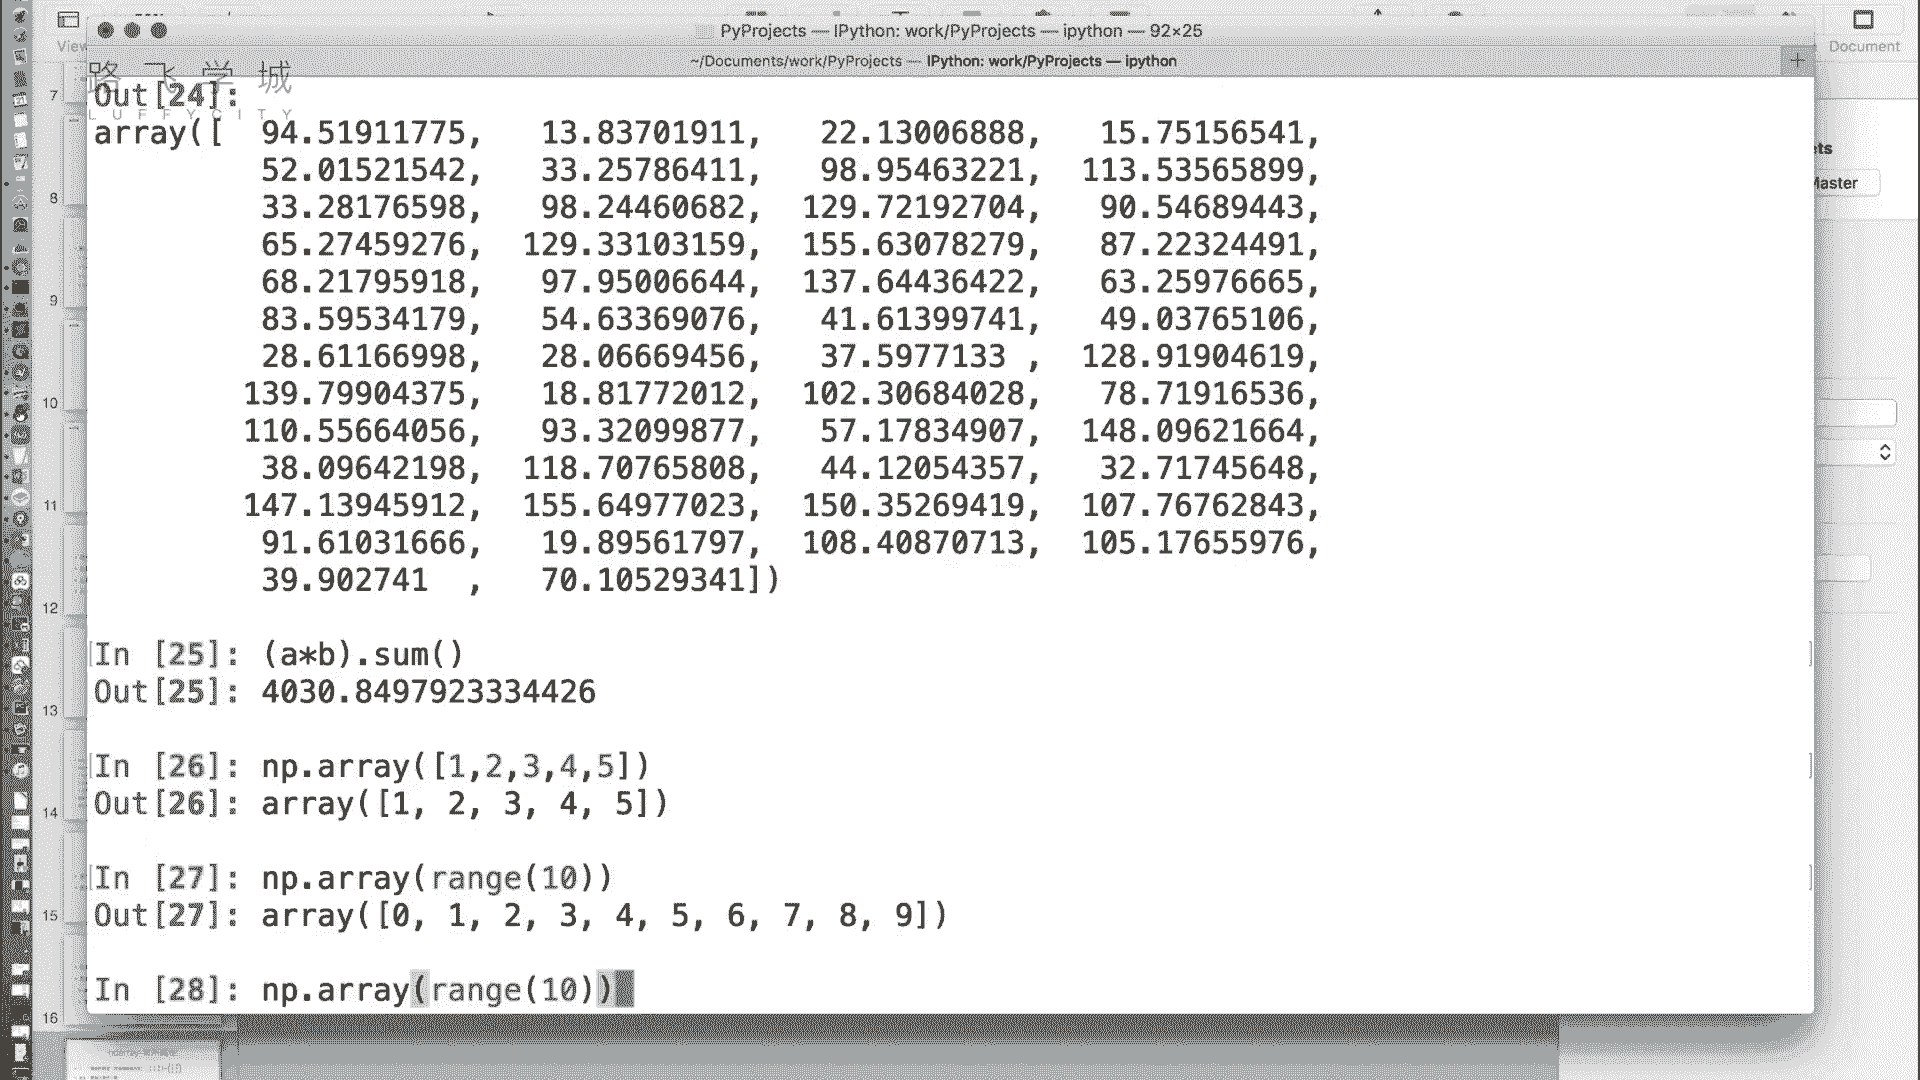 View
Document
PyProjects — IPython: work/PyProjects — ipython — 92×25
~/Documents/work/PyProjects — IPython: work/PyProjects — ipython
+
路飞学城
LUFFYCITY
Out[24]:
array([  94.51911775,   13.83701911,   22.13006888,   15.75156541,
52.01521542,   33.25786411,   98.95463221,  113.53565899,
33.28176598,   98.24460682,  129.72192704,   90.54689443,
65.27459276,  129.33103159,  155.63078279,   87.22324491,
68.21795918,   97.95006644,  137.64436422,   63.25976665,
83.59534179,   54.63369076,   41.61399741,   49.03765106,
28.61166998,   28.06669456,   37.5977133 ,  128.91904619,
139.79904375,   18.81772012,  102.30684028,   78.71916536,
110.55664056,   93.32099877,   57.17834907,  148.09621664,
38.09642198,  118.70765808,   44.12054357,   32.71745648,
147.13945912,  155.64977023,  150.35269419,  107.76762843,
91.61031666,   19.89561797,  108.40870713,  105.17655976,
39.902741  ,   70.10529341])
In [25]: (a*b).sum()
Out[25]: 4030.8497923334426
In [26]: np.array([1,2,3,4,5])
Out[26]: array([1, 2, 3, 4, 5])
In [27]: np.array(range(10))
Out[27]: array([0, 1, 2, 3, 4, 5, 6, 7, 8, 9])
In [28]: np.array(range(10))
7
8
9
10
11
12
13
14
15
16